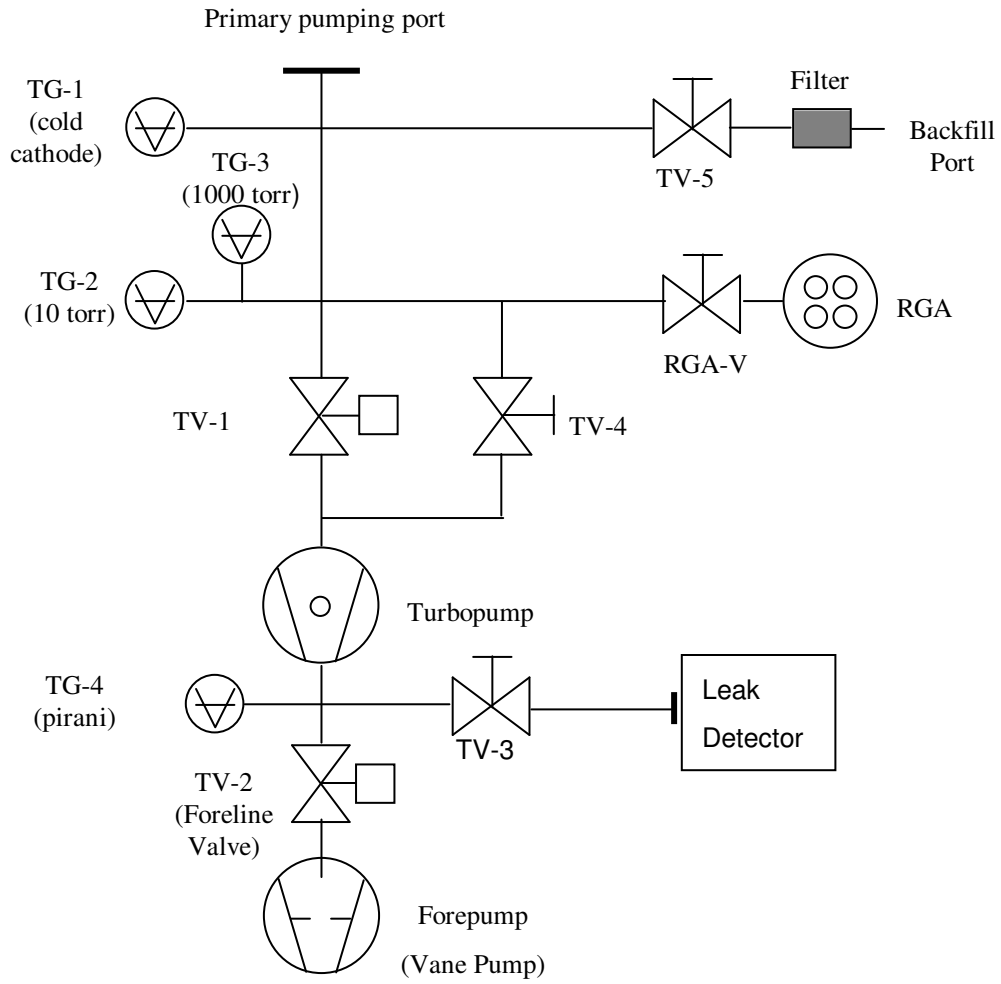 Primary pumping port
TG-1
(cold
cathode)
Filter
Backfill
Port
TV-5
TG-3
(1000 torr)
TG-2
(10 torr)
RGA
RGA-V
TV-1
TV-4
Turbopump
TG-4
(pirani)
Leak
Detector
TV-3
TV-2
(Foreline
Valve)
Forepump
(Vane Pump)